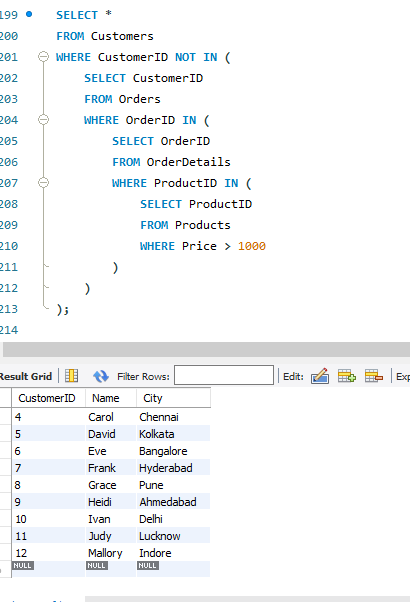 199 SELECT *
200 FROM Customers
201 WHERE CustomerID NOT IN (
202 SELECT CustomerID
203 FROM Orders
204 WHERE OrderID IN (
205 SELECT OrderID
206 FROM OrderDetails
207 WHERE ProductID IN (
208 SELECT ProductID
209 FROM Products
210 WHERE Price > 1000
211 )
212 )
213 );
214
Result Grid Filter Rows: Edit: Exp
CustomerID Name City
4 Carol Chennai
5 David Kolkata
6 Eve Bangalore
7 Frank Hyderabad
8 Grace Pune
9 Heidi Ahmedabad
10 Ivan Delhi
11 Judy Lucknow
12 Mallory Indore
NULL NULL NULL